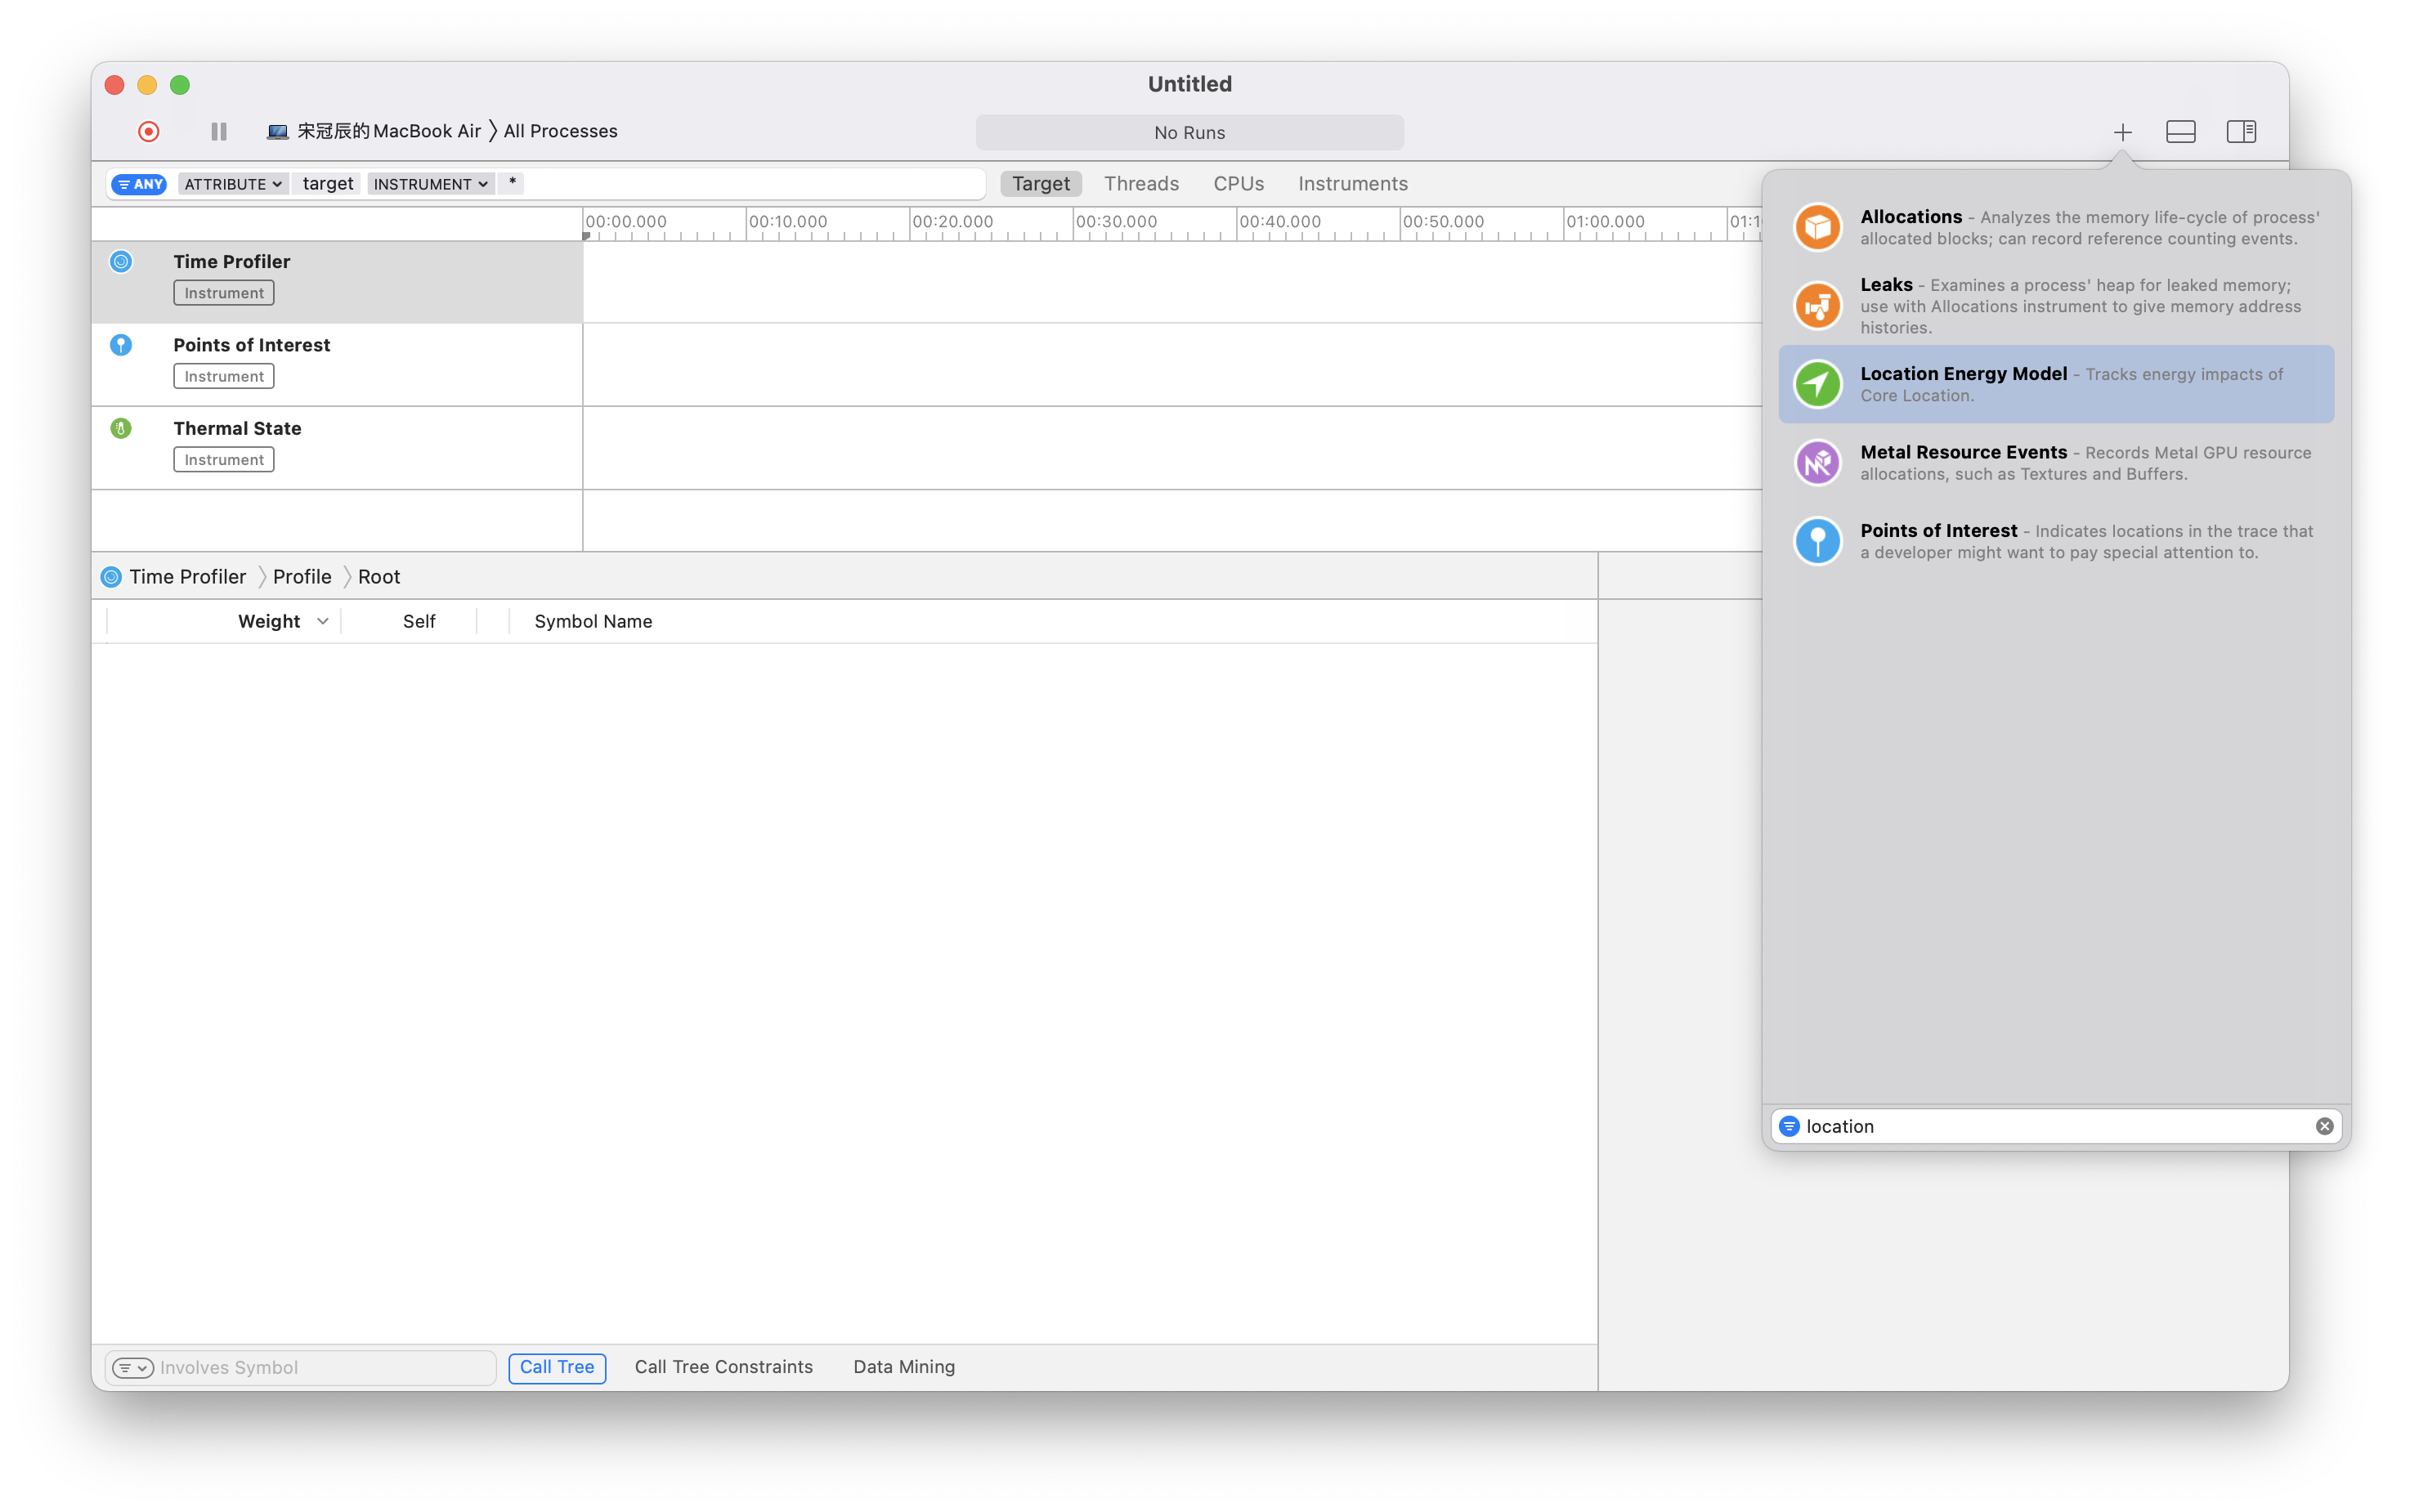 Untitled
宋冠辰的MacBook Air 〉 All Processes
No Runs
ANY ATTRIBUTE target INSTRUMENT *
Target Threads CPUs Instruments
00:00.000 00:10.000 00:20.000 00:30.000 00:40.000 00:50.000 01:00.000 01:1
Time Profiler
Instrument
Points of Interest
Instrument
Thermal State
Instrument
Time Profiler 〉 Profile 〉 Root
Weight Self Symbol Name
Involves Symbol Call Tree Call Tree Constraints Data Mining
Allocations - Analyzes the memory life-cycle of process'
allocated blocks; can record reference counting events.
Leaks - Examines a process' heap for leaked memory;
use with Allocations instrument to give memory address
histories.
Location Energy Model - Tracks energy impacts of
Core Location.
Metal Resource Events - Records Metal GPU resource
allocations, such as Textures and Buffers.
Points of Interest - Indicates locations in the trace that
a developer might want to pay special attention to.
location